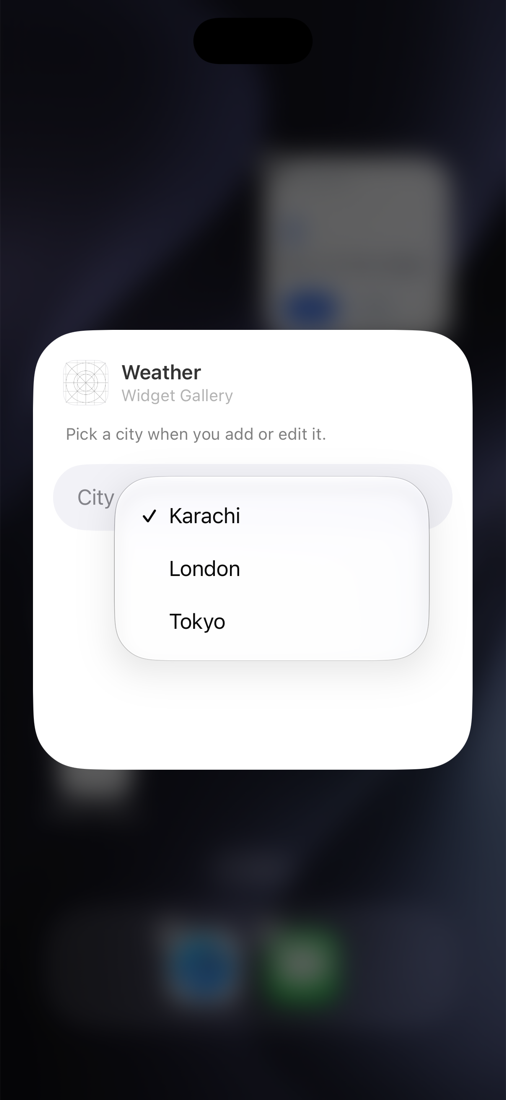 Weather
Widget Gallery
Pick a city when you add or edit it.
City
Karachi
London
Tokyo